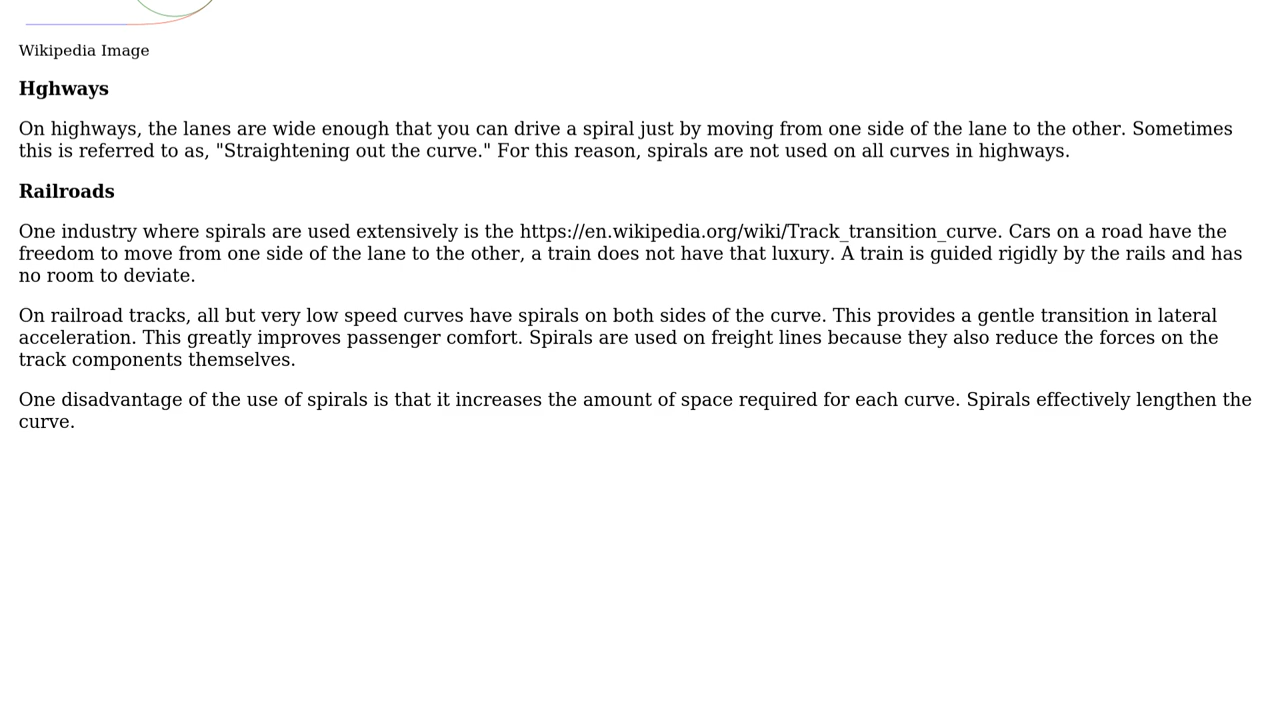 Wikipedia Image
Hghways
On highways, the lanes are wide enough that you can drive a spiral just by moving from one side of the lane to the other. Sometimes
this is referred to as, "Straightening out the curve." For this reason, spirals are not used on all curves in highways.
Railroads
One industry where spirals are used extensively is the https://en.wikipedia.org/wiki/Track_transition_curve. Cars on a road have the
freedom to move from one side of the lane to the other, a train does not have that luxury. A train is guided rigidly by the rails and has
no room to deviate.
On railroad tracks, all but very low speed curves have spirals on both sides of the curve. This provides a gentle transition in lateral
acceleration. This greatly improves passenger comfort. Spirals are used on freight lines because they also reduce the forces on the
track components themselves.
One disadvantage of the use of spirals is that it increases the amount of space required for each curve. Spirals effectively lengthen the
curve.